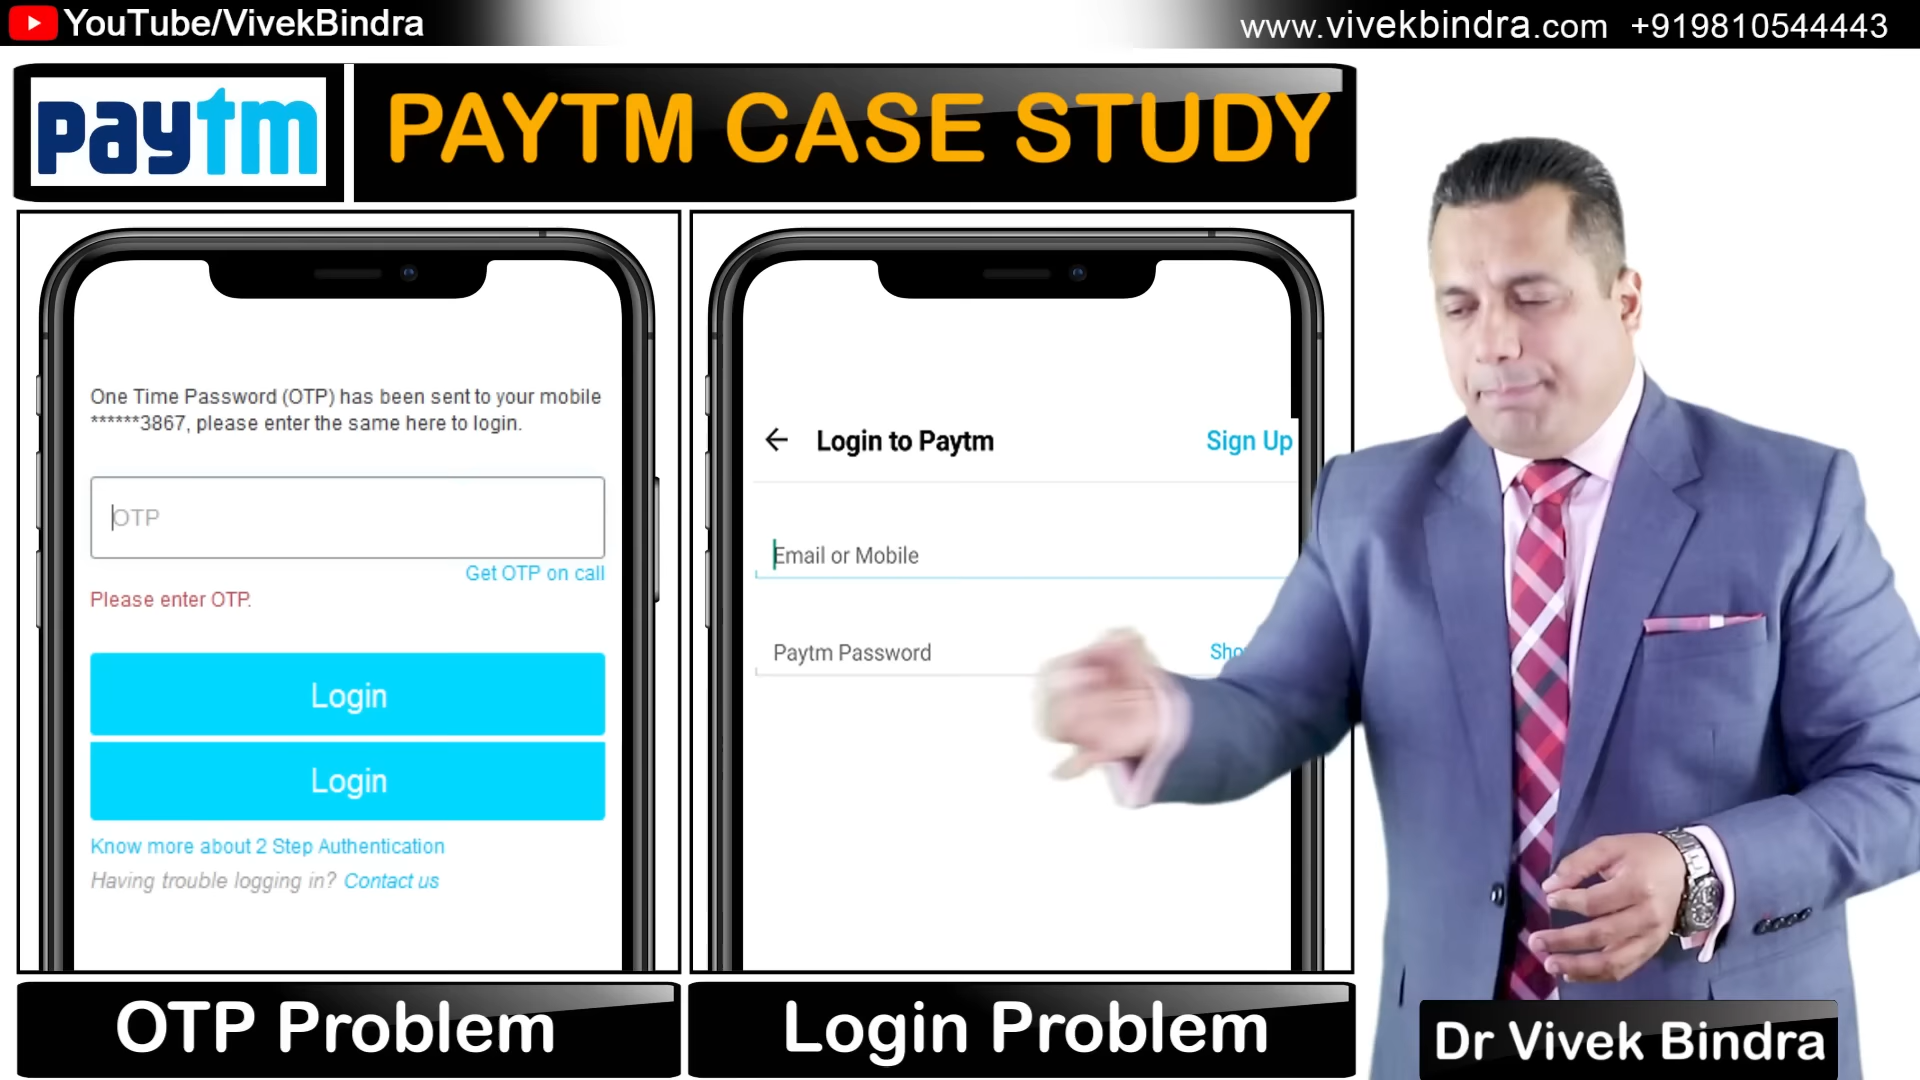 YouTube/VivekBindra
www.vivekbindra.com +919810544443
paytm
PAYTM CASE STUDY
One Time Password (OTP) has been sent to your mobile
******3867, please enter the same here to login.
OTP
Get OTP on call
Please enter OTP.
Login
Login
Know more about 2 Step Authentication
Having trouble logging in? Contact us
OTP Problem
Login to Paytm
Sign Up
Email or Mobile
Paytm Password
Login Problem
Dr Vivek Bindra